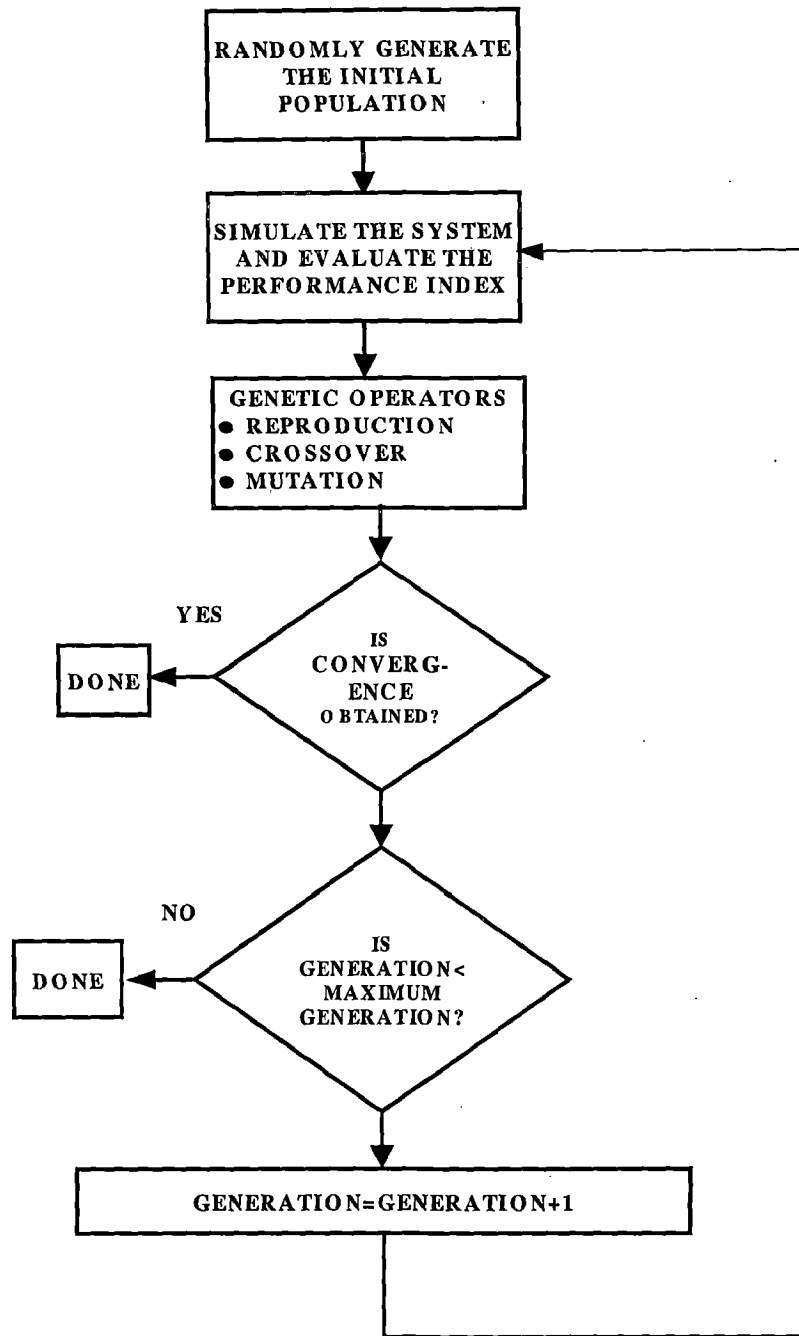 RANDOMLY GENERATE
THE INITIAL
POPULATION
SIMULATE THE SYSTEM
AND EVALUATE THE
PERFORMANCE INDEX
GENETIC OPERATORS
● REPRODUCTION
● CROSSOVER
● MUTATION
YES
IS
CONVERG-
ENCE
OBTAINED?
DONE
NO
IS
GENERATION<
MAXIMUM
GENERATION?
DONE
GENERATION=GENERATION+1